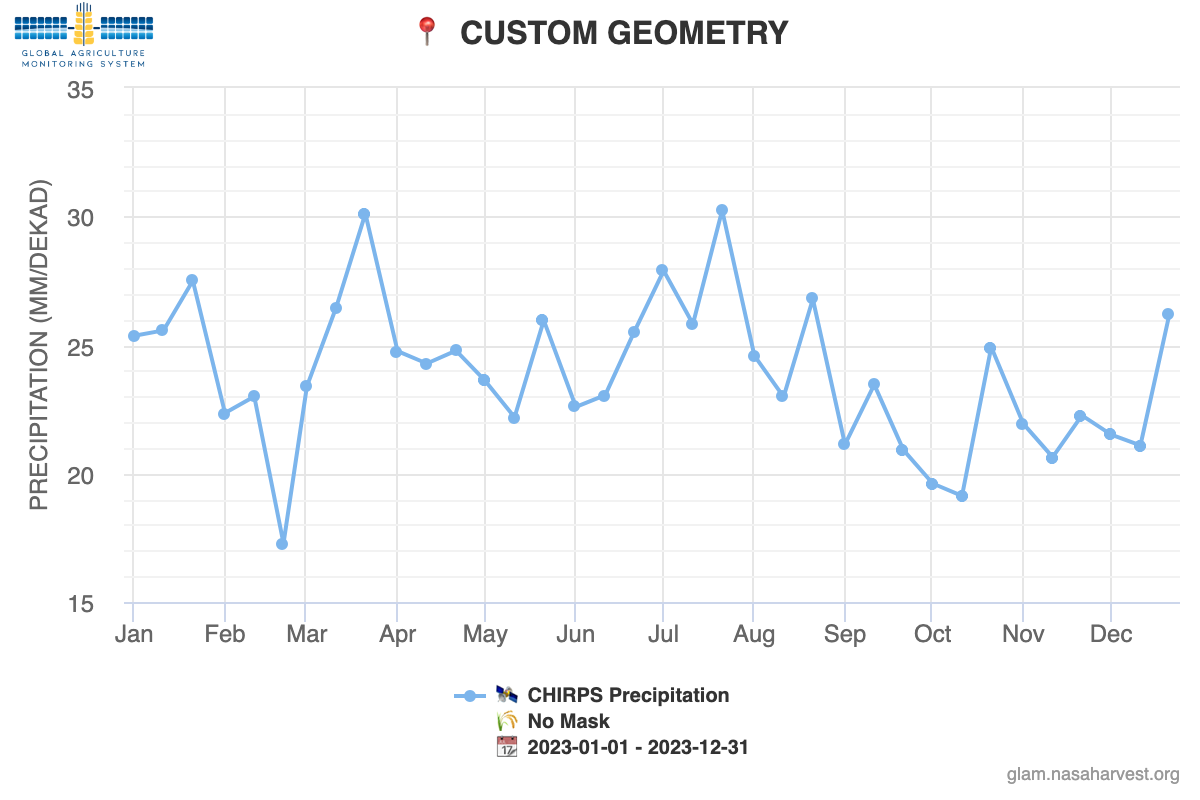 GLOBAL AGRICULTURE
MONITORING SYSTEM
CUSTOM GEOMETRY
PRECIPITATION (MM/DEKAD)
35
30
25
20
15
Jan Feb Mar Apr May Jun Jul Aug Sep Oct Nov Dec
CHIRPS Precipitation
No Mask
17
2023-01-01 - 2023-12-31
glam.nasaharvest.org